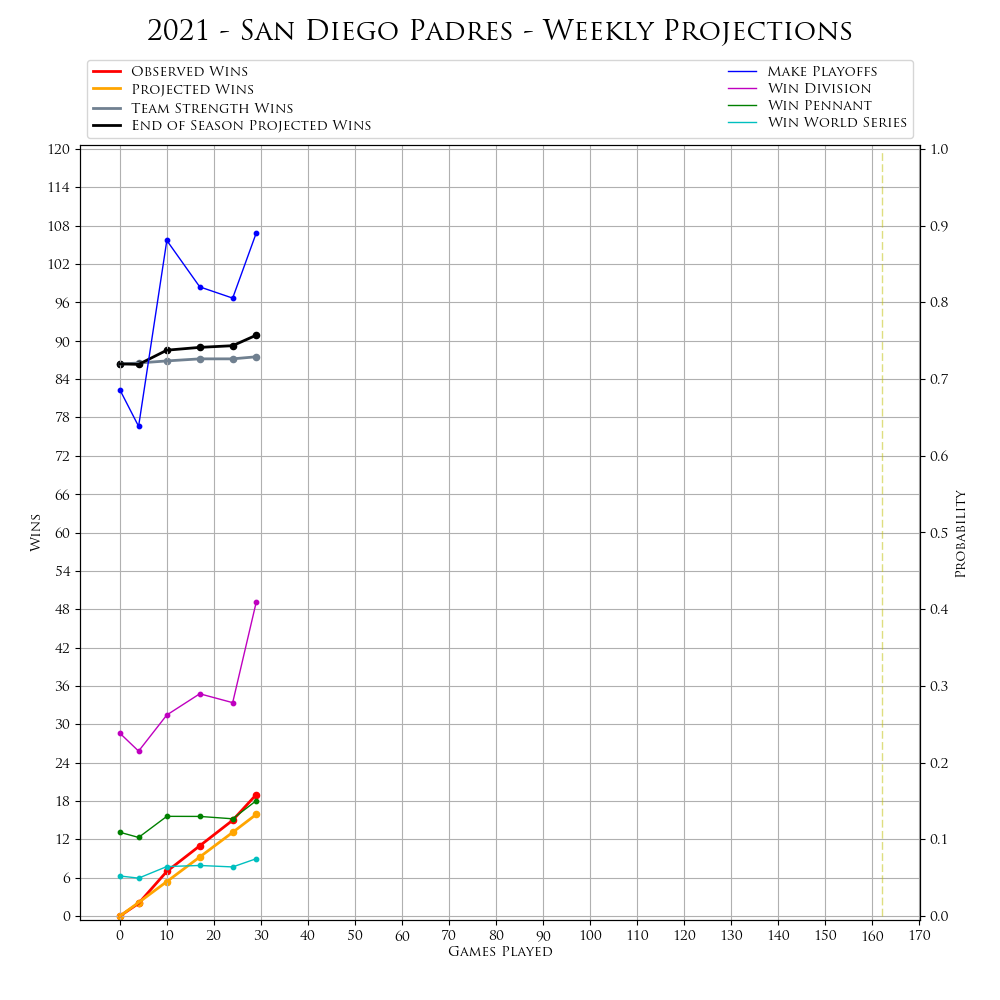 2021 - San Diego Padres - Weekly Projections
Observed Wins
Projected Wins
Team Strength Wins
End of Season Projected Wins
Make Playoffs
Win Division
Win Pennant
Win World Series
120
114
108
102
96
90
84
78
72
66
60
54
48
42
36
30
24
18
12
6
0
Wins
1.0
0.9
0.8
0.7
0.6
0.5
0.4
0.3
0.2
0.1
0.0
Probability
0 10 20 30 40 50 60 70 80 90 100 110 120 130 140 150 160 170
Games Played